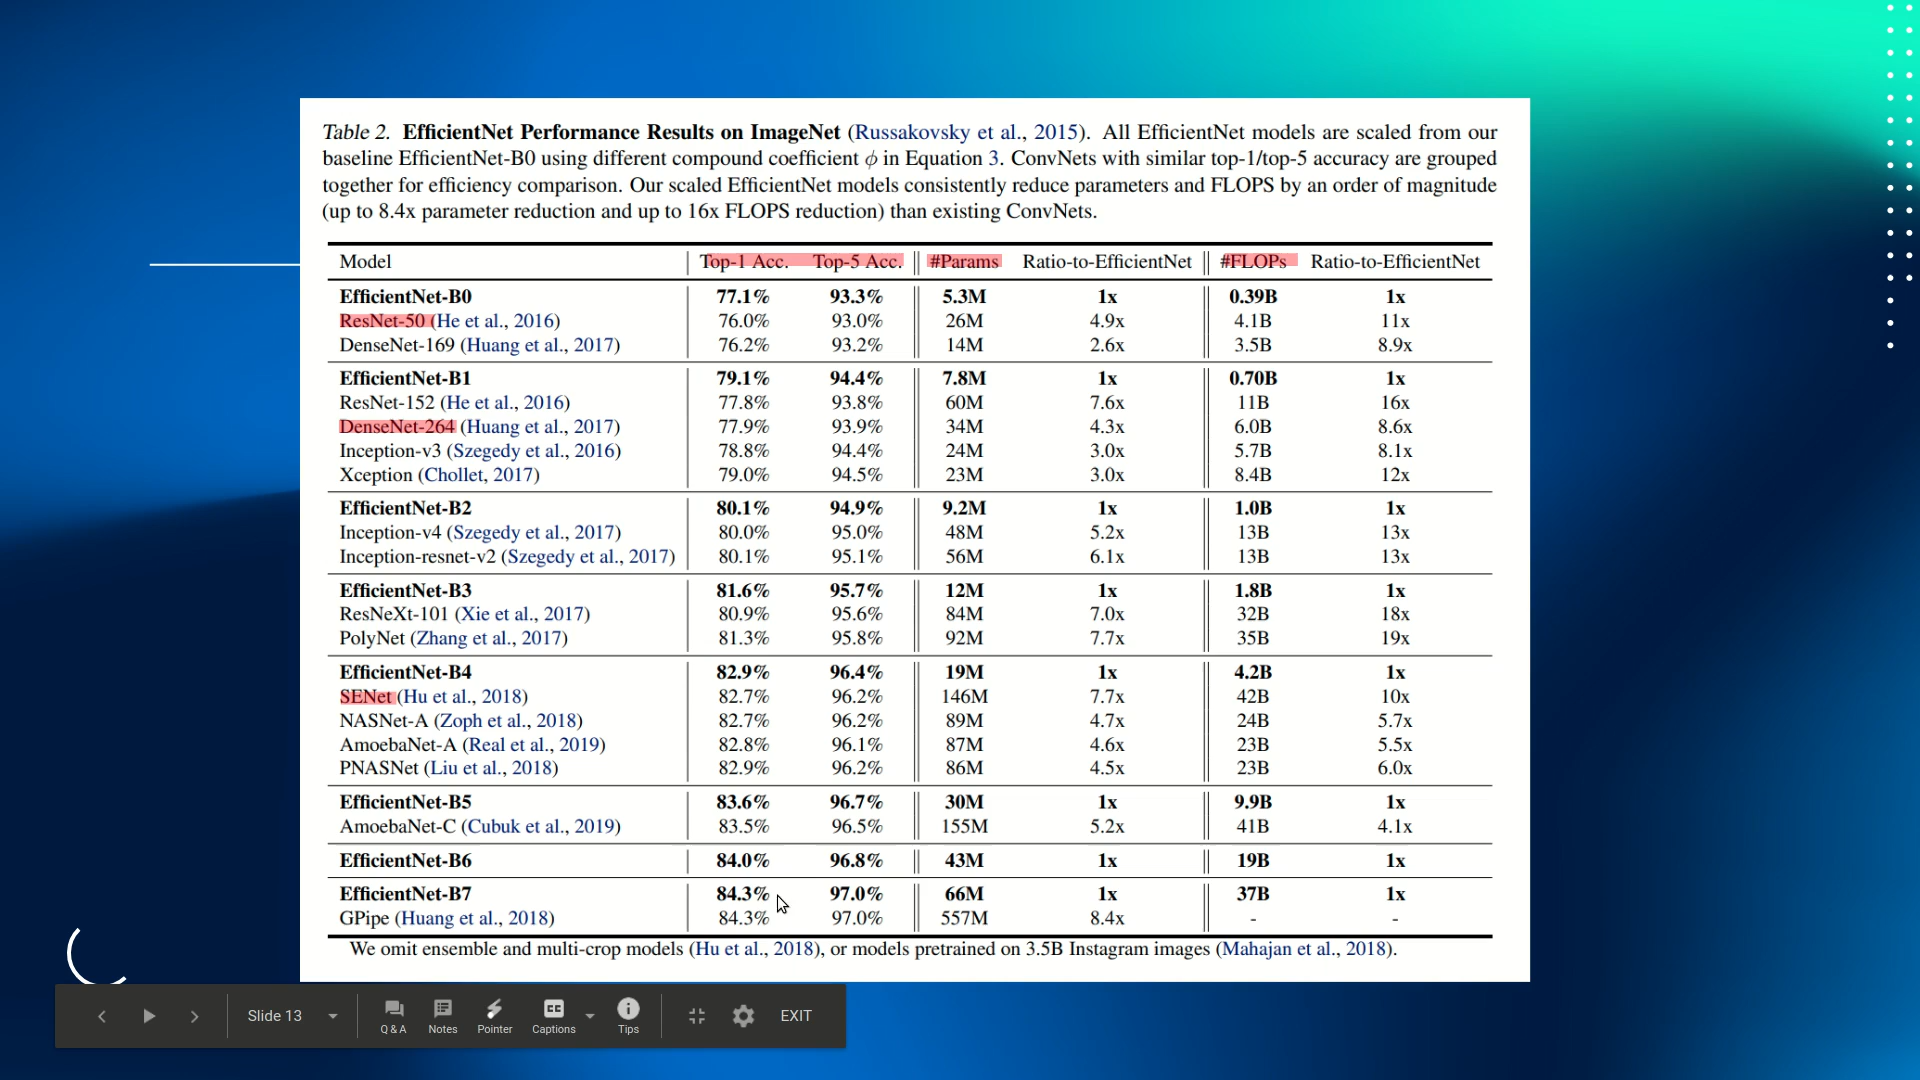 Table 2. EfficientNet Performance Results on ImageNet (Russakovsky et al., 2015). All EfficientNet models are scaled from our
baseline EfficientNet-B0 using different compound coefficient ϕ in Equation 3. ConvNets with similar top-1/top-5 accuracy are grouped
together for efficiency comparison. Our scaled EfficientNet models consistently reduce parameters and FLOPS by an order of magnitude
(up to 8.4x parameter reduction and up to 16x FLOPS reduction) than existing ConvNets.
Model Top-1 Acc. Top-5 Acc. #Params Ratio-to-EfficientNet #FLOPs Ratio-to-EfficientNet
EfficientNet-B0 77.1% 93.3% 5.3M 1x 0.39B 1x
ResNet-50 (He et al., 2016) 76.0% 93.0% 26M 4.9x 4.1B 11x
DenseNet-169 (Huang et al., 2017) 76.2% 93.2% 14M 2.6x 3.5B 8.9x
EfficientNet-B1 79.1% 94.4% 7.8M 1x 0.70B 1x
ResNet-152 (He et al., 2016) 77.8% 93.8% 60M 7.6x 11B 16x
DenseNet-264 (Huang et al., 2017) 77.9% 93.9% 34M 4.3x 6.0B 8.6x
Inception-v3 (Szegedy et al., 2016) 78.8% 94.4% 24M 3.0x 5.7B 8.1x
Xception (Chollet, 2017) 79.0% 94.5% 23M 3.0x 8.4B 12x
EfficientNet-B2 80.1% 94.9% 9.2M 1x 1.0B 1x
Inception-v4 (Szegedy et al., 2017) 80.0% 95.0% 48M 5.2x 13B 13x
Inception-resnet-v2 (Szegedy et al., 2017) 80.1% 95.1% 56M 6.1x 13B 13x
EfficientNet-B3 81.6% 95.7% 12M 1x 1.8B 1x
ResNeXt-101 (Xie et al., 2017) 80.9% 95.6% 84M 7.0x 32B 18x
PolyNet (Zhang et al., 2017) 81.3% 95.8% 92M 7.7x 35B 19x
EfficientNet-B4 82.9% 96.4% 19M 1x 4.2B 1x
SENet (Hu et al., 2018) 82.7% 96.2% 146M 7.7x 42B 10x
NASNet-A (Zoph et al., 2018) 82.7% 96.2% 89M 4.7x 24B 5.7x
AmoebaNet-A (Real et al., 2019) 82.8% 96.1% 87M 4.6x 23B 5.5x
PNASNet (Liu et al., 2018) 82.9% 96.2% 86M 4.5x 23B 6.0x
EfficientNet-B5 83.6% 96.7% 30M 1x 9.9B 1x
AmoebaNet-C (Cubuk et al., 2019) 83.5% 96.5% 155M 5.2x 41B 4.1x
EfficientNet-B6 84.0% 96.8% 43M 1x 19B 1x
EfficientNet-B7 84.3% 97.0% 66M 1x 37B 1x
GPipe (Huang et al., 2018) 84.3% 97.0% 557M 8.4x - -
We omit ensemble and multi-crop models (Hu et al., 2018), or models pretrained on 3.5B Instagram images (Mahajan et al., 2018).
Slide 13 Q & A Notes Pointer CC Captions Tips EXIT